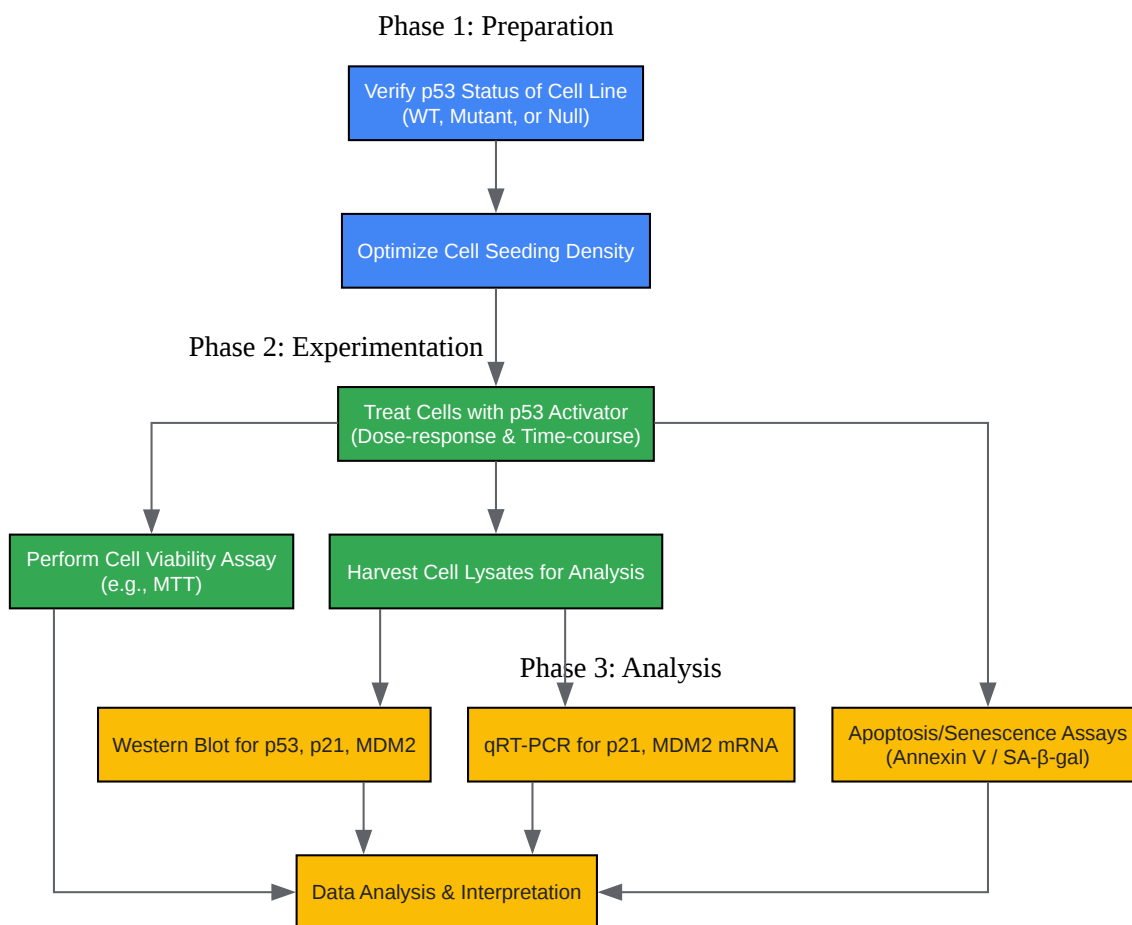 Phase 1: Preparation
Verify p53 Status of Cell Line
(WT, Mutant, or Null)
Optimize Cell Seeding Density
Phase 2: Experimentation
Treat Cells with p53 Activator
(Dose-response & Time-course)
Perform Cell Viability Assay
(e.g., MTT)
Harvest Cell Lysates for Analysis
Phase 3: Analysis
Western Blot for p53, p21, MDM2
qRT-PCR for p21, MDM2 mRNA
Apoptosis/Senescence Assays
(Annexin V / SA-β-gal)
Data Analysis & Interpretation